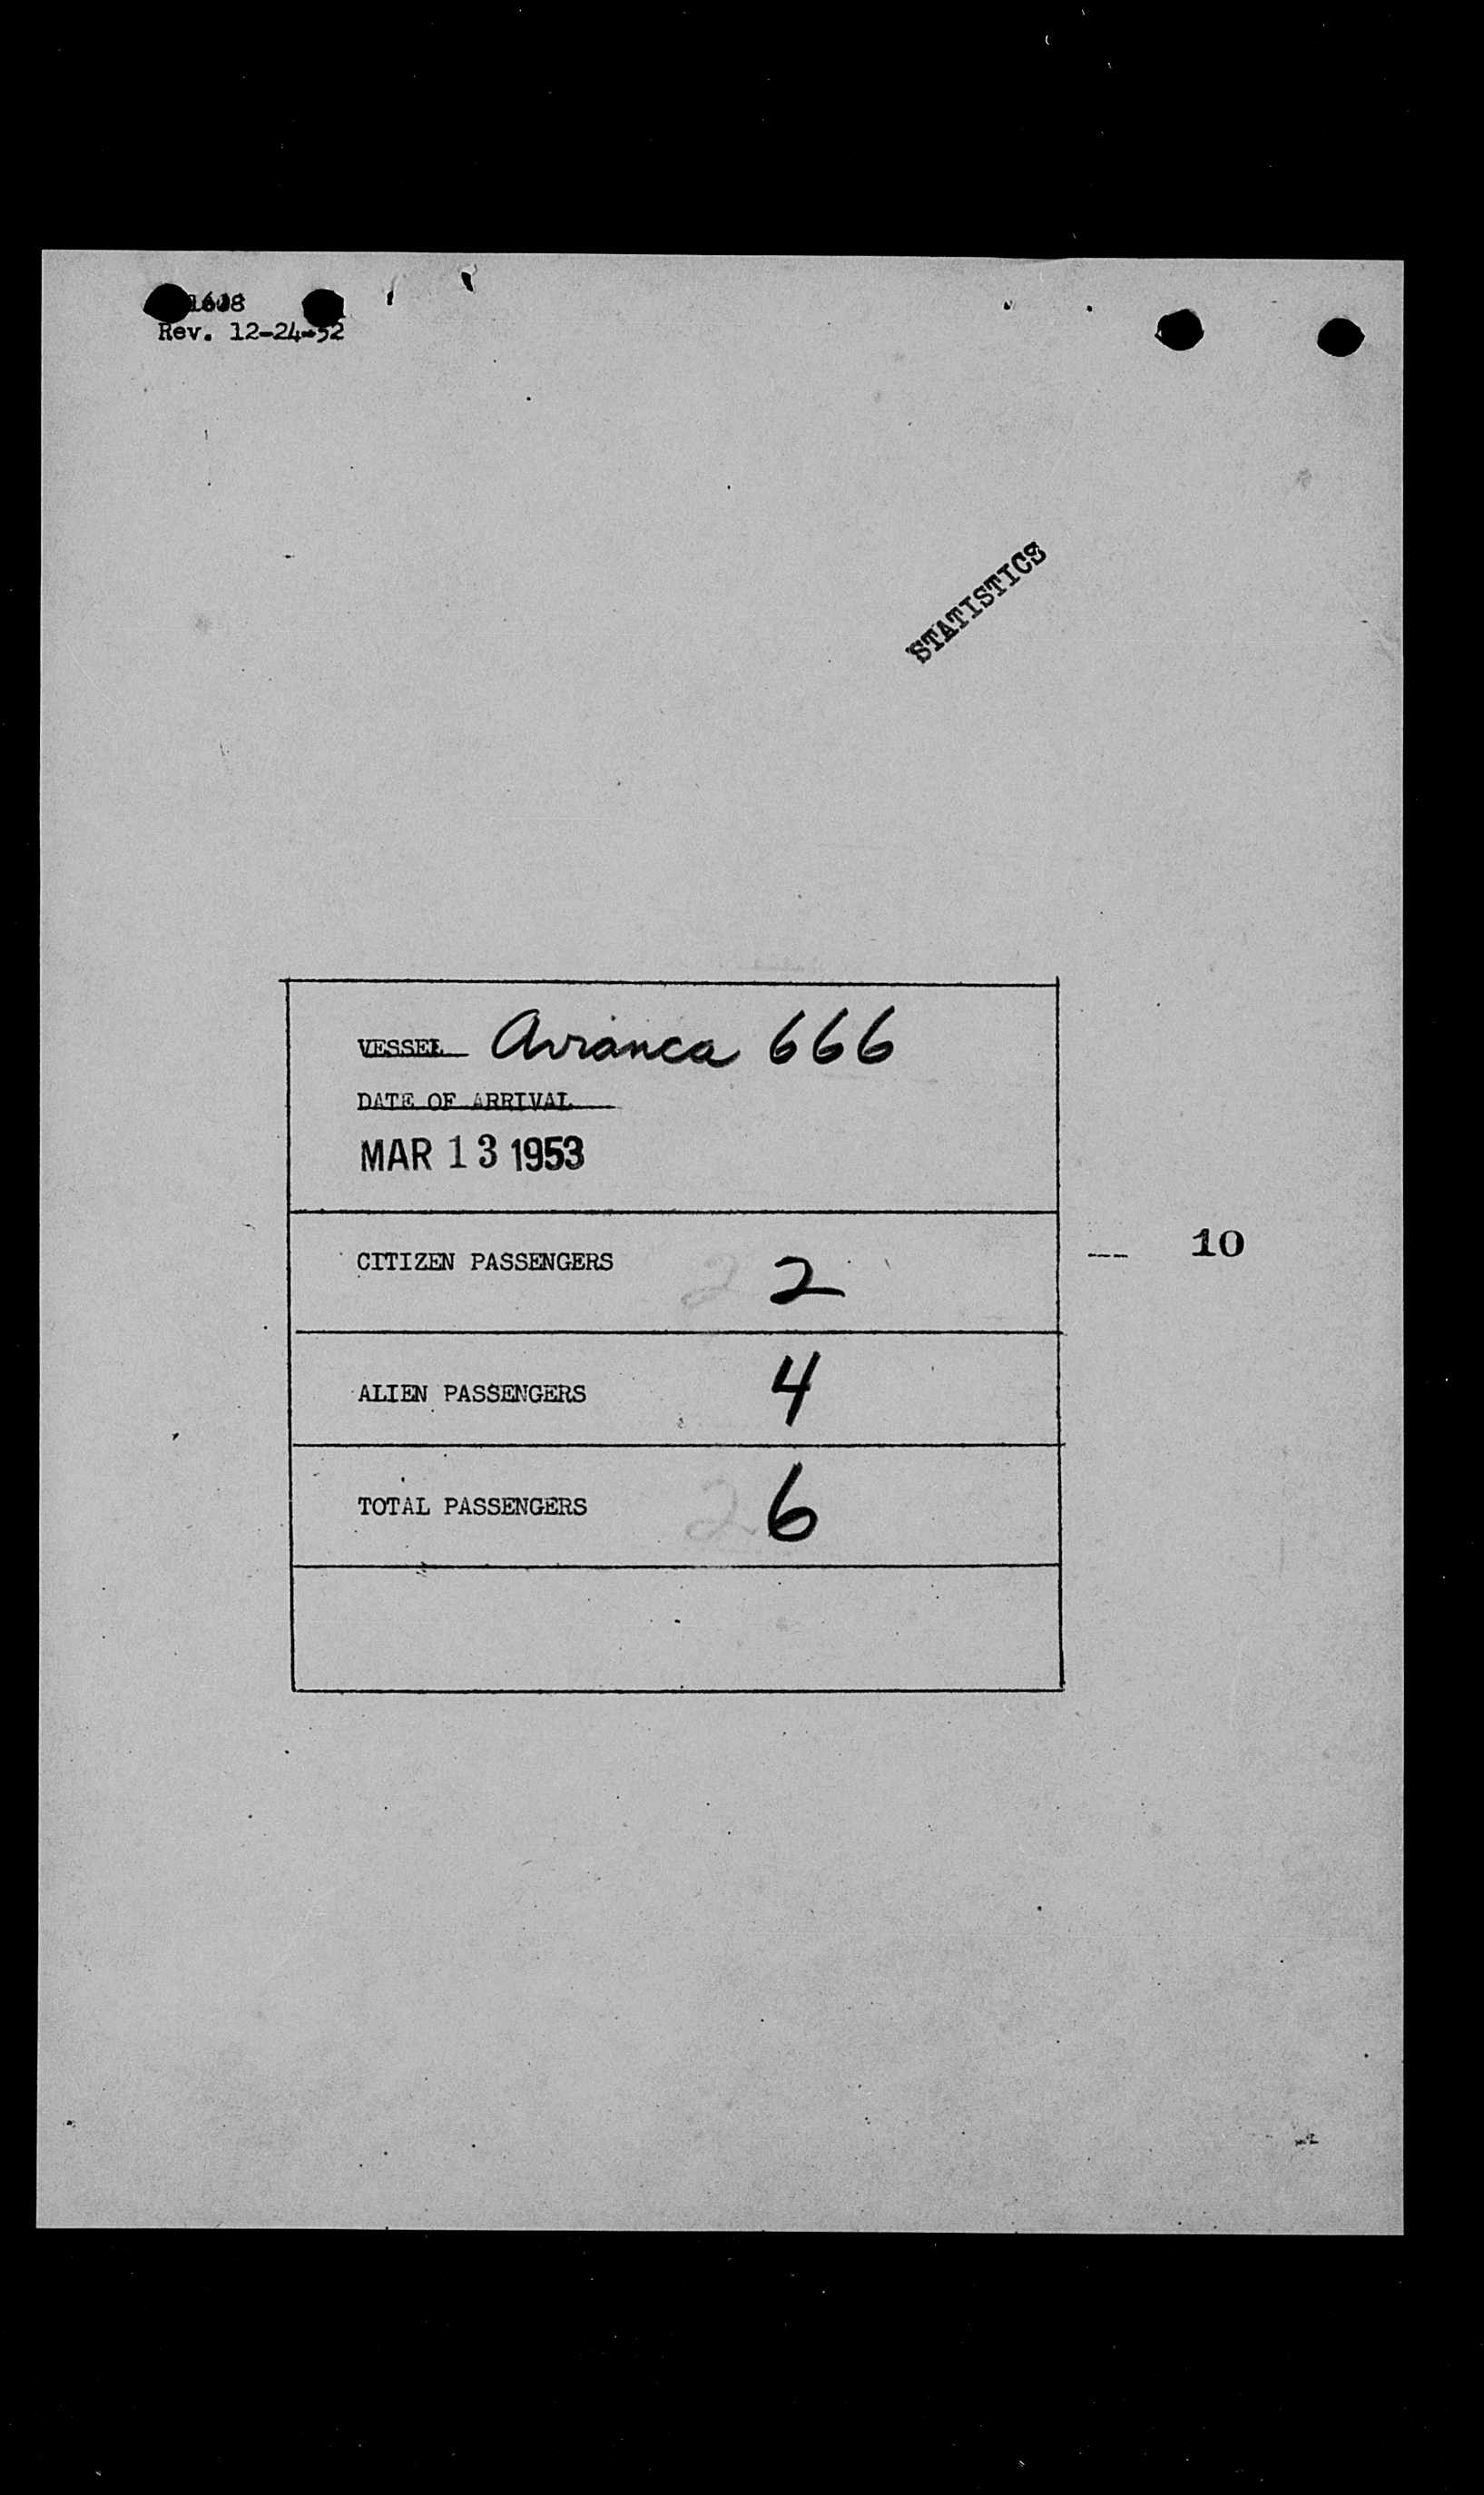 1608
Rev. 12-24-52
STATISTICS
VESSEL Avianca 666
DATE OF ARRIVAL
MAR 13 1953
CITIZEN PASSENGERS 2
10
ALIEN PASSENGERS 4
TOTAL PASSENGERS 6